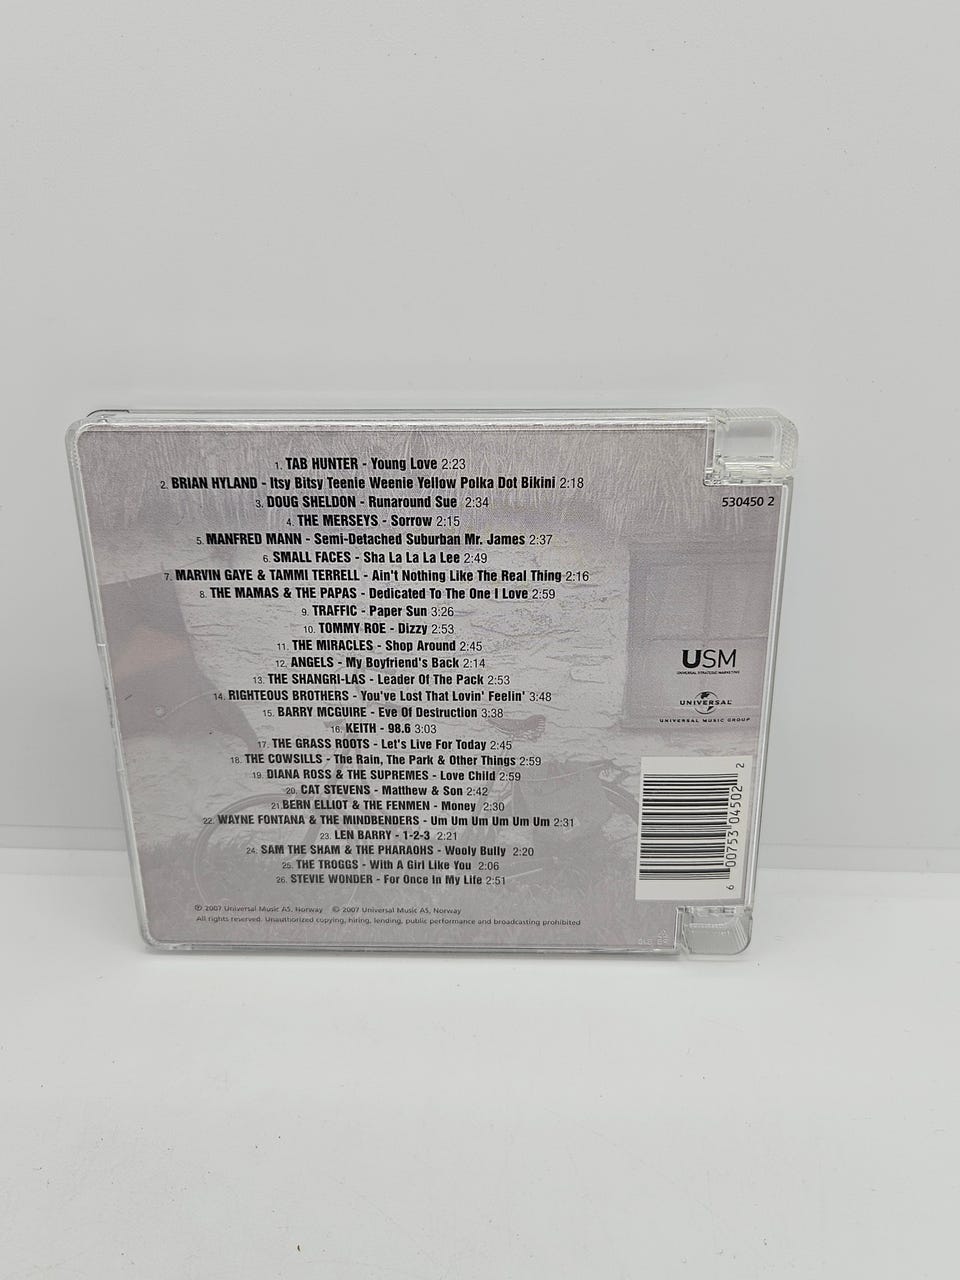 1. TAB HUNTER - Young Love 2:23
2. BRIAN HYLAND - Itsy Bitsy Teenie Weenie Yellow Polka Dot Bikini 2:18
3. DOUG SHELDON - Runaround Sue 2:34
4. THE MERSEYS - Sorrow 2:15
5. MANFRED MANN - Semi-Detached Suburban Mr. James 2:37
6. SMALL FACES - Sha La La La Lee 2:49
7. MARVIN GAYE & TAMMI TERRELL - Ain't Nothing Like The Real Thing 2:16
8. THE MAMAS & THE PAPAS - Dedicated To The One I Love 2:59
9. TRAFFIC - Paper Sun 3:26
10. TOMMY ROE - Dizzy 2:53
11. THE MIRACLES - Shop Around 2:45
12. ANGELS - My Boyfriend's Back 2:14
13. THE SHANGRI-LAS - Leader Of The Pack 2:53
14. RIGHTEOUS BROTHERS - You've Lost That Lovin' Feelin' 3:48
15. BARRY MCGUIRE - Eve Of Destruction 3:38
16. KEITH - 98.6 3:03
17. THE GRASS ROOTS - Let's Live For Today 2:45
18. THE COWSILLS - The Rain, The Park & Other Things 2:59
19. DIANA ROSS & THE SUPREMES - Love Child 2:59
20. CAT STEVENS - Matthew & Son 2:42
21. BERN ELLIOT & THE FENMEN - Money 2:30
22. WAYNE FONTANA & THE MINDBENDERS - Um Um Um Um Um Um 2:31
23. LEN BARRY - 1-2-3 2:21
24. SAM THE SHAM & THE PHARAOHS - Wooly Bully 2:20
25. THE TROGGS - With A Girl Like You 2:06
26. STEVIE WONDER - For Once In My Life 2:51
℗ 2007 Universal Music AS, Norway © 2007 Universal Music AS, Norway
All rights reserved. Unauthorized copying, hiring, lending, public performance and broadcasting prohibited
530450 2
USM
UNIVERSAL STRATEGIC MARKETING
UNIVERSAL
UNIVERSAL MUSIC GROUP
6 00753 04502 2